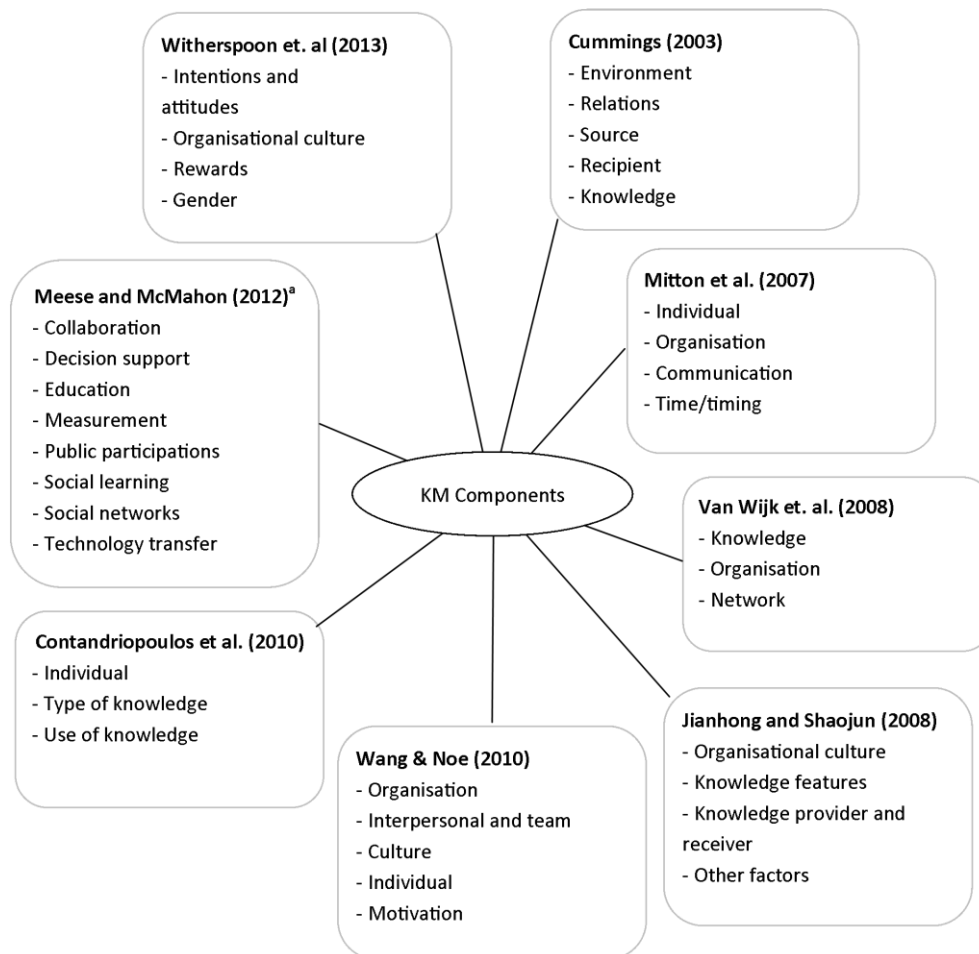 Witherspoon et. al (2013)
- Intentions and
attitudes
- Organisational culture
- Rewards
- Gender
Cummings (2003)
- Environment
- Relations
- Source
- Recipient
- Knowledge
Meese and McMahon (2012)ᵃ
- Collaboration
- Decision support
- Education
- Measurement
- Public participations
- Social learning
- Social networks
- Technology transfer
Mitton et al. (2007)
- Individual
- Organisation
- Communication
- Time/timing
KM Components
Van Wijk et. al. (2008)
- Knowledge
- Organisation
- Network
Contandriopoulos et al. (2010)
- Individual
- Type of knowledge
- Use of knowledge
Wang & Noe (2010)
- Organisation
- Interpersonal and team
- Culture
- Individual
- Motivation
Jianhong and Shaojun (2008)
- Organisational culture
- Knowledge features
- Knowledge provider and
receiver
- Other factors